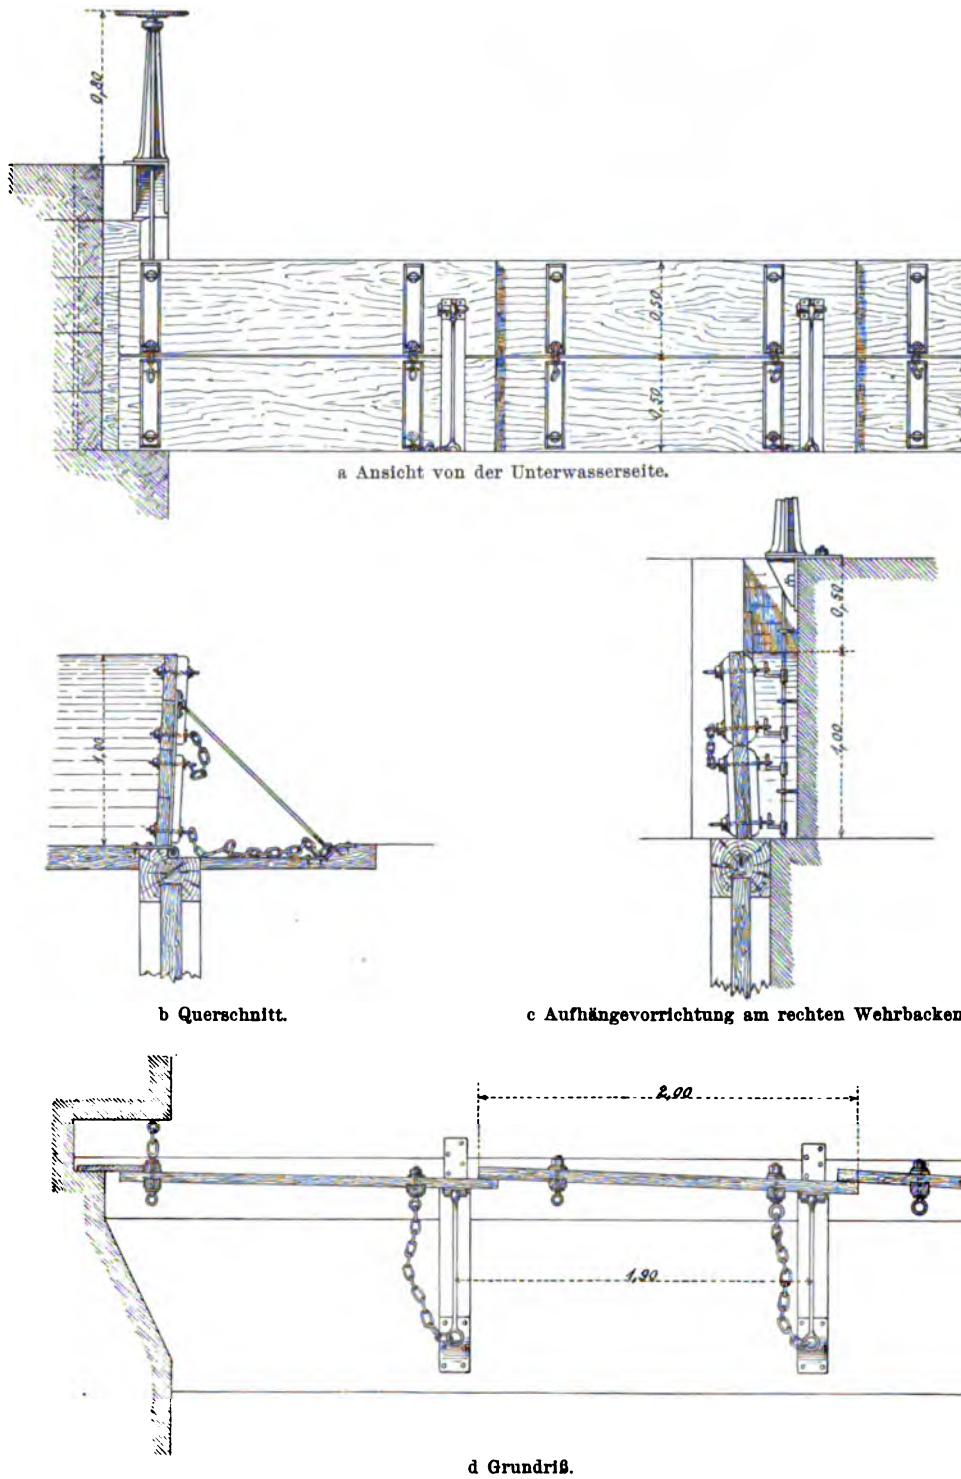 0,80
0,50
0,50
a Ansicht von der Unterwasserseite.
1,00
0,50
1,00
b Querschnitt.
c Aufhängevorrichtung am rechten Wehrbacken
2,00
1,90
d Grundriß.